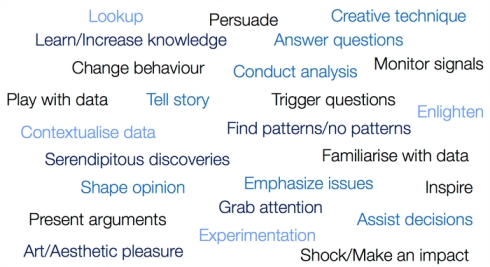 Lookup
Persuade
Creative technique
Learn/Increase knowledge
Answer questions
Change behaviour
Conduct analysis
Monitor signals
Play with data
Tell story
Trigger questions
Enlighten
Contextualise data
Find patterns/no patterns
Serendipitous discoveries
Familiarise with data
Shape opinion
Emphasize issues
Inspire
Present arguments
Grab attention
Assist decisions
Experimentation
Art/Aesthetic pleasure
Shock/Make an impact